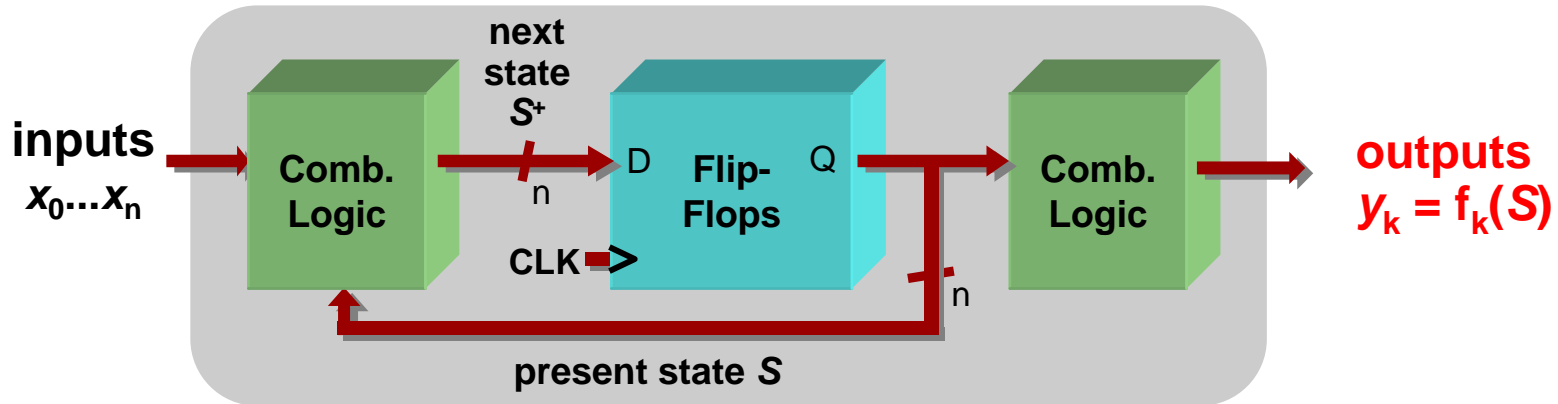 inputs
x₀...xₙ
Comb.
Logic
next
state
S⁺
n
D
Flip-
Flops
Q
CLK
n
present state S
Comb.
Logic
outputs
yₖ = fₖ(S)